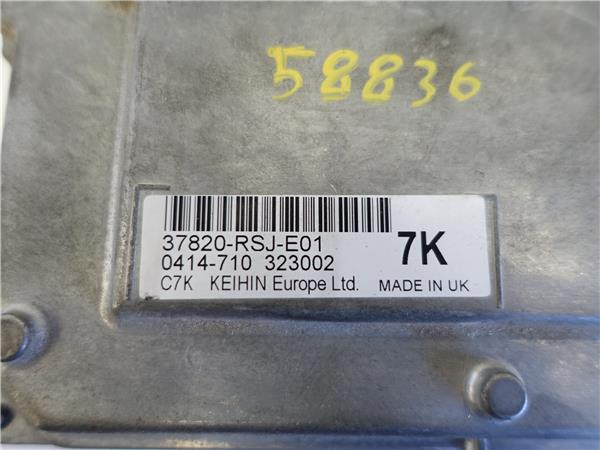 58836
37820-RSJ-E01
7K
0414-710 323002
C7K KEIHIN Europe Ltd. MADE IN UK